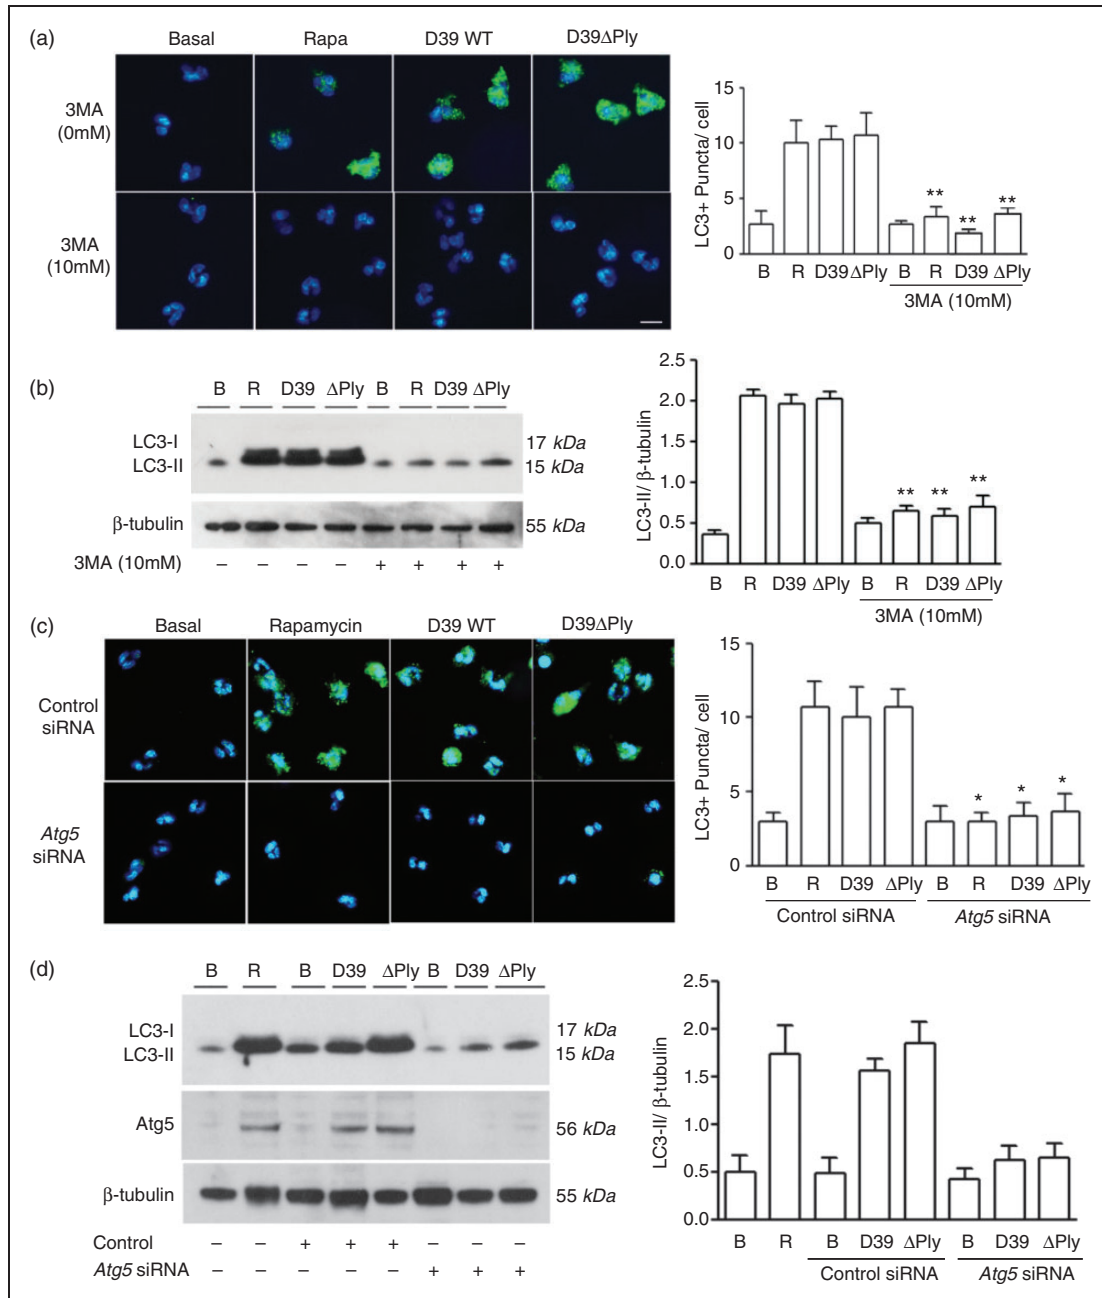 (a)
Basal Rapa D39 WT D39ΔPly
3MA
(0mM)
3MA
(10mM)
LC3+ Puncta/ cell
15
10
5
0
B R D39 ΔPly B R D39 ΔPly
** ** **
3MA (10mM)
(b)
B R D39 ΔPly B R D39 ΔPly
LC3-I
LC3-II
17 kDa
15 kDa
β-tubulin
55 kDa
3MA (10mM) – – – – + + + +
LC3-II/ β-tubulin
2.5
2.0
1.5
1.0
0.5
0.0
** ** **
B R D39 ΔPly B R D39 ΔPly
3MA (10mM)
(c)
Basal Rapamycin D39 WT D39ΔPly
Control
siRNA
Atg5
siRNA
LC3+ Puncta/ cell
15
10
5
0
* * *
B R D39 ΔPly B R D39 ΔPly
Control siRNA Atg5 siRNA
(d)
B R B D39 ΔPly B D39 ΔPly
LC3-I
LC3-II
17 kDa
15 kDa
Atg5
56 kDa
β-tubulin
55 kDa
Control – – + + + – – –
Atg5 siRNA – – – – – + + +
LC3-II/ β-tubulin
2.5
2.0
1.5
1.0
0.5
0.0
B R B D39 ΔPly B D39 ΔPly
Control siRNA Atg5 siRNA